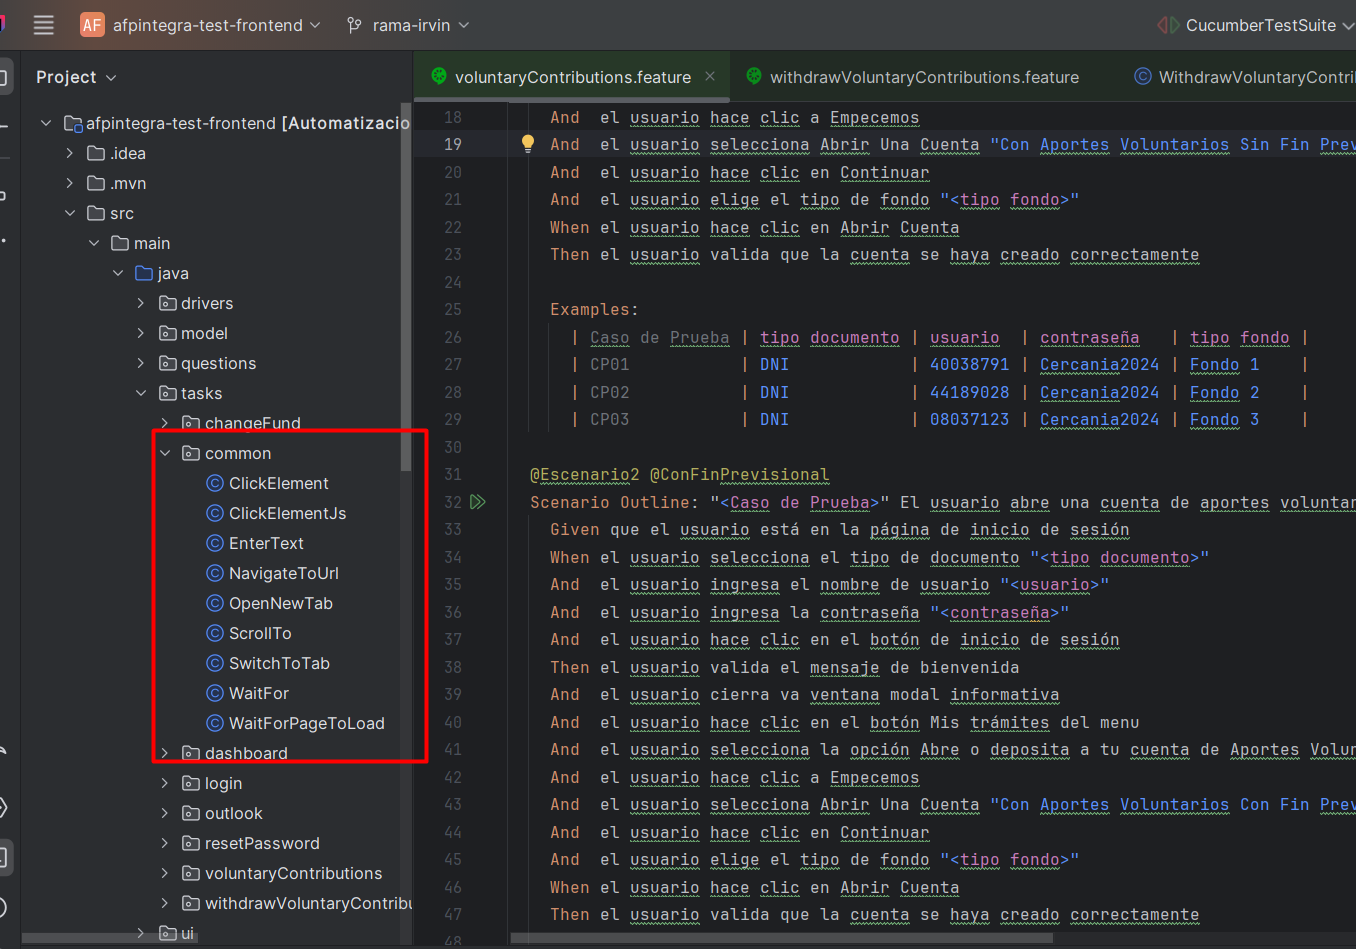 AF afpintegra-test-frontend rama-irvin CucumberTestSuite
Project
voluntaryContributions.feature withdrawVoluntaryContributions.feature WithdrawVoluntaryContri
afpintegra-test-frontend [Automatizacio
.idea
.mvn
src
main
java
drivers
model
questions
tasks
changeFund
common
ClickElement
ClickElementJs
EnterText
NavigateToUrl
OpenNewTab
ScrollTo
SwitchToTab
WaitFor
WaitForPageToLoad
dashboard
login
outlook
resetPassword
voluntaryContributions
withdrawVoluntaryContribu
ui
18 And el usuario hace clic a Empecemos
19 And el usuario selecciona Abrir Una Cuenta "Con Aportes Voluntarios Sin Fin Prev
20 And el usuario hace clic en Continuar
21 And el usuario elige el tipo de fondo "<tipo fondo>"
22 When el usuario hace clic en Abrir Cuenta
23 Then el usuario valida que la cuenta se haya creado correctamente
24
25 Examples:
26 | Caso de Prueba | tipo documento | usuario | contraseña | tipo fondo |
27 | CP01 | DNI | 40038791 | Cercania2024 | Fondo 1 |
28 | CP02 | DNI | 44189028 | Cercania2024 | Fondo 2 |
29 | CP03 | DNI | 08037123 | Cercania2024 | Fondo 3 |
30
31 @Escenario2 @ConFinPrevisional
32 Scenario Outline: "<Caso de Prueba>" El usuario abre una cuenta de aportes voluntar
33 Given que el usuario está en la página de inicio de sesión
34 When el usuario selecciona el tipo de documento "<tipo documento>"
35 And el usuario ingresa el nombre de usuario "<usuario>"
36 And el usuario ingresa la contraseña "<contraseña>"
37 And el usuario hace clic en el botón de inicio de sesión
38 Then el usuario valida el mensaje de bienvenida
39 And el usuario cierra va ventana modal informativa
40 And el usuario hace clic en el botón Mis trámites del menu
41 And el usuario selecciona la opción Abre o deposita a tu cuenta de Aportes Volun
42 And el usuario hace clic a Empecemos
43 And el usuario selecciona Abrir Una Cuenta "Con Aportes Voluntarios Con Fin Prev
44 And el usuario hace clic en Continuar
45 And el usuario elige el tipo de fondo "<tipo fondo>"
46 When el usuario hace clic en Abrir Cuenta
47 Then el usuario valida que la cuenta se haya creado correctamente
48